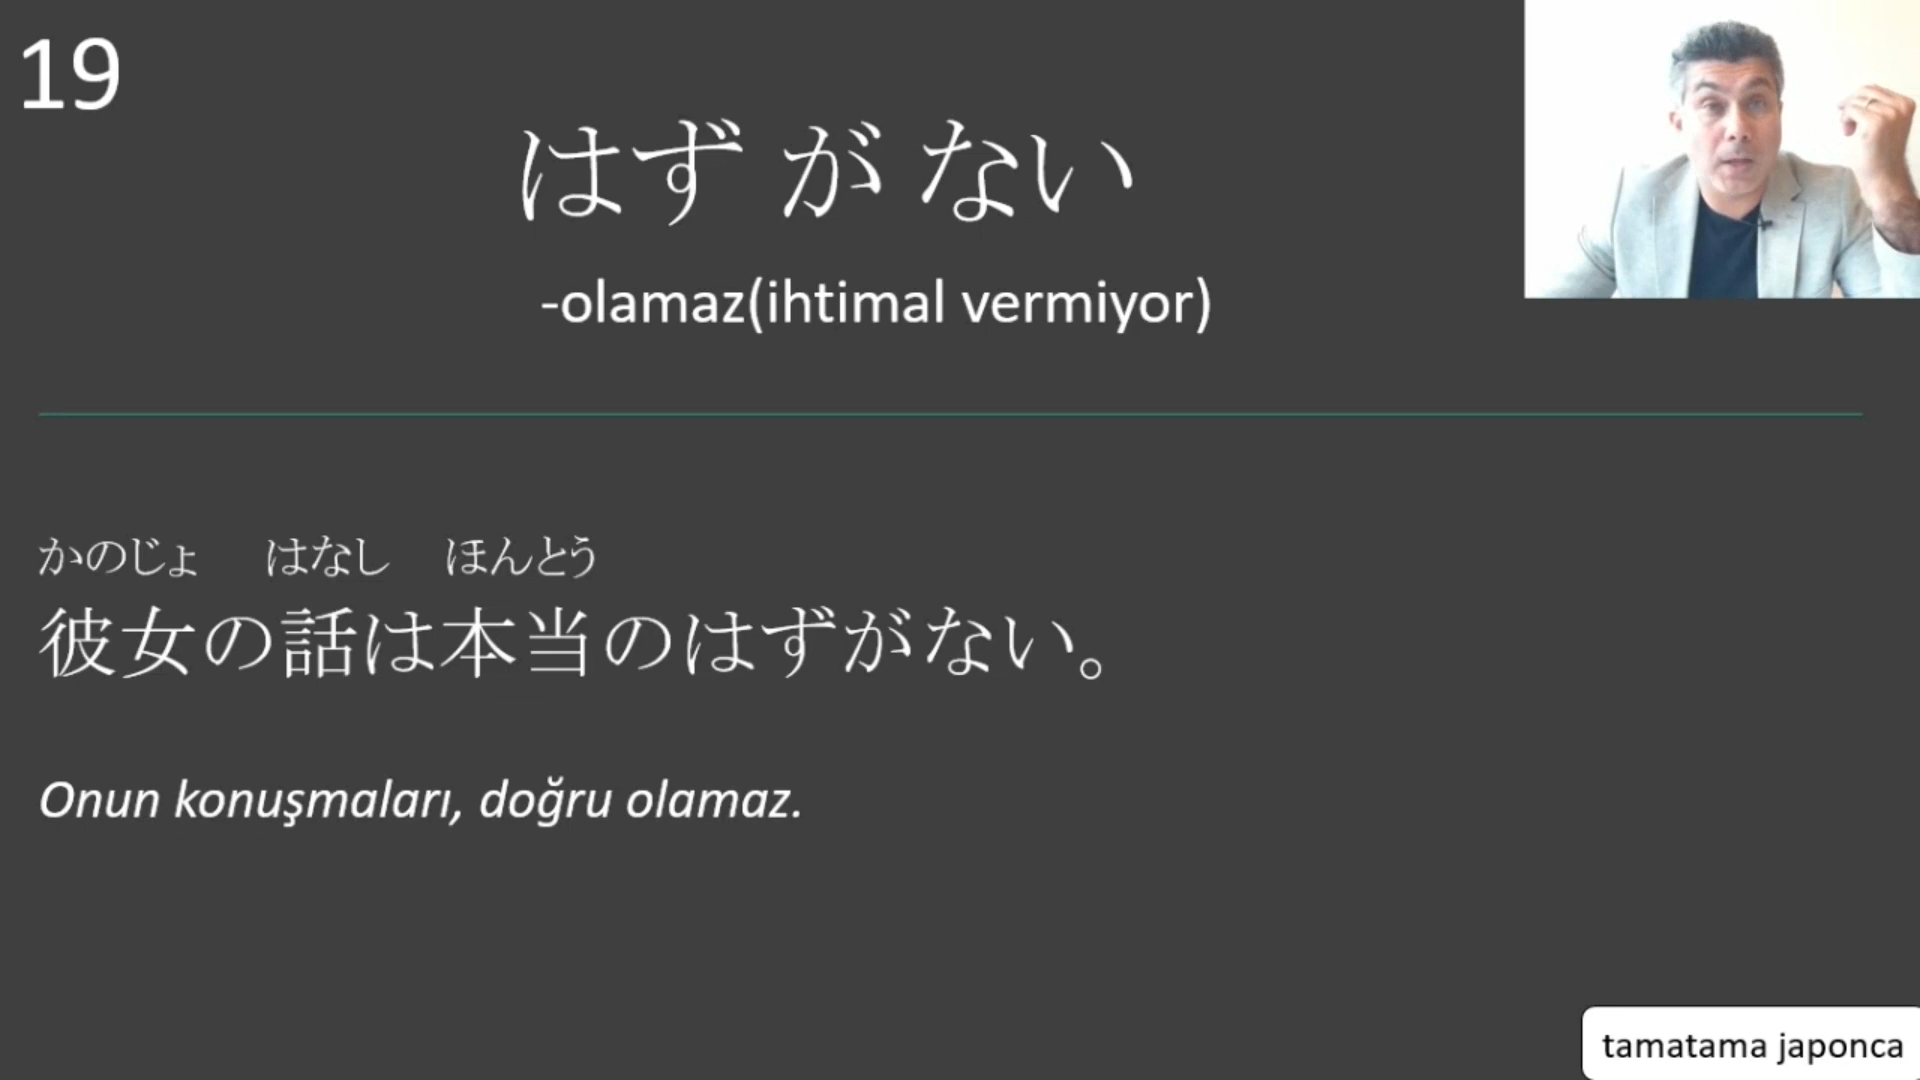 19
はず が ない
-olamaz(ihtimal vermiyor)
かのじょ はなし ほんとう
彼女の話は本当のはずがない。
Onun konuşmaları, doğru olamaz.
tamatama japonca